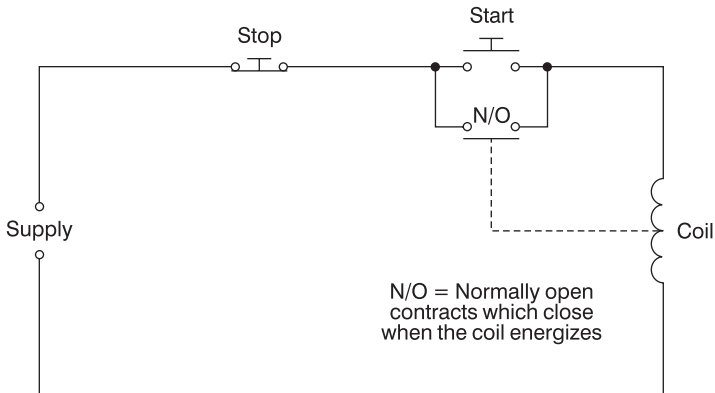 Start
Stop
N/O
Supply
Coil
N/O = Normally open
contracts which close
when the coil energizes